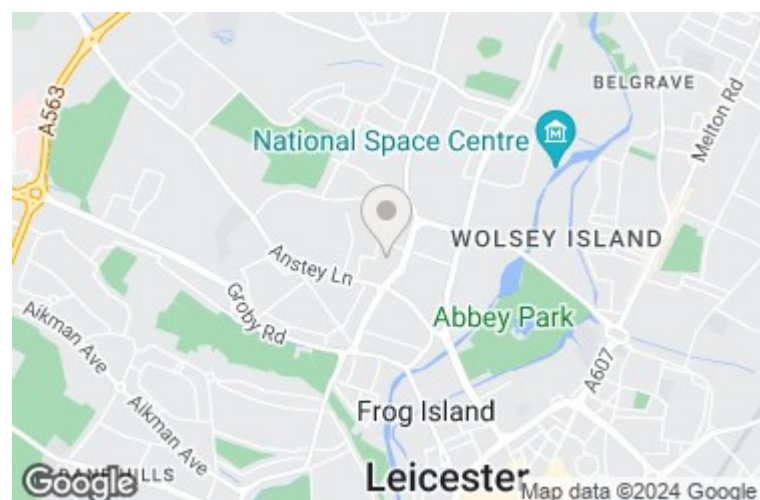 BELGRAVE
A563
Melton Rd
National Space Centre
M
WOLSEY ISLAND
Anstey Ln
Groby Rd
Abbey Park
Aikman Ave
A607
Aikman Ave
Frog Island
HILLS
Google
Leicester
Map data ©2024 Google